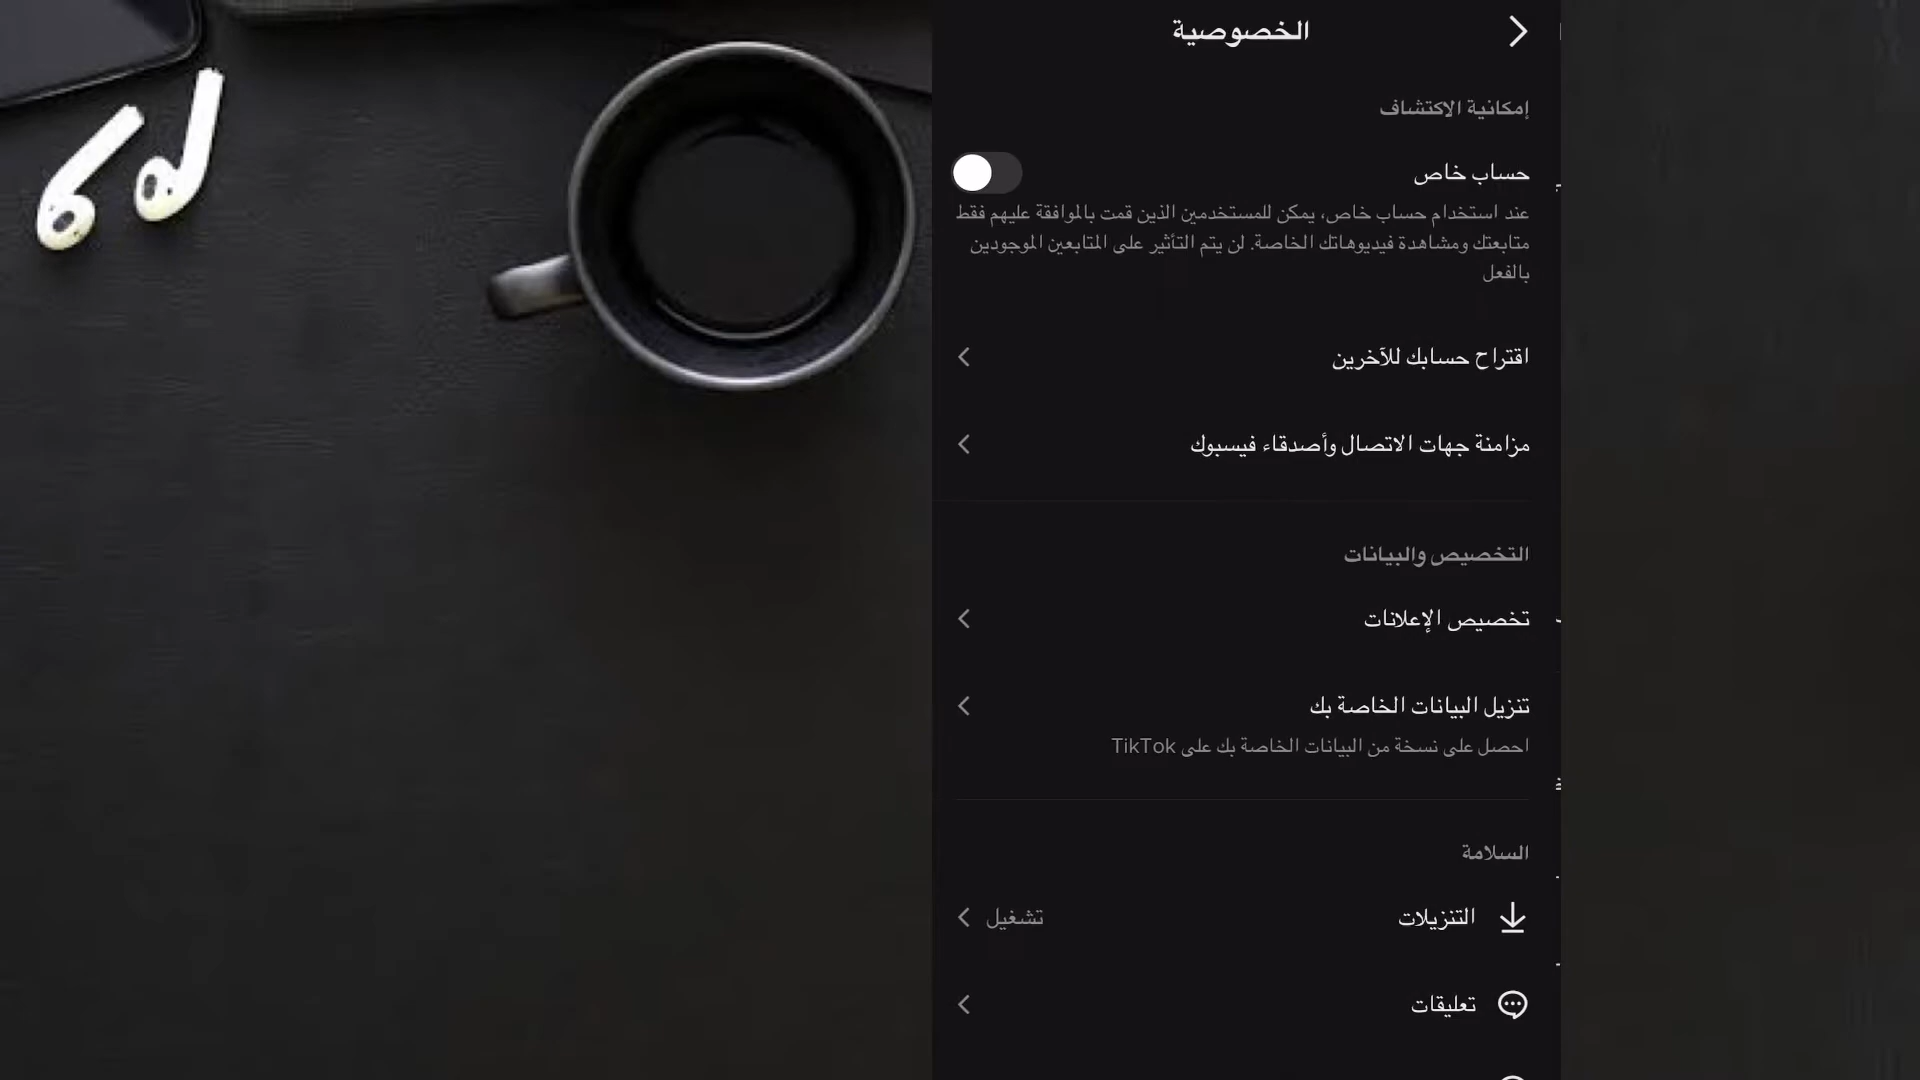 الخصوصية
إمكانية الاكتشاف
حساب خاص
عند استخدام حساب خاص، يمكن للمستخدمين الذين قمت بالموافقة عليهم فقط
متابعتك ومشاهدة فيديوهاتك الخاصة. لن يتم التأثير على المتابعين الموجودين
بالفعل
اقتراح حسابك للآخرين
مزامنة جهات الاتصال وأصدقاء فيسبوك
التخصيص والبيانات
تخصيص الإعلانات
تنزيل البيانات الخاصة بك
احصل على نسخة من البيانات الخاصة بك على TikTok
السلامة
التنزيلات تشغيل
تعليقات